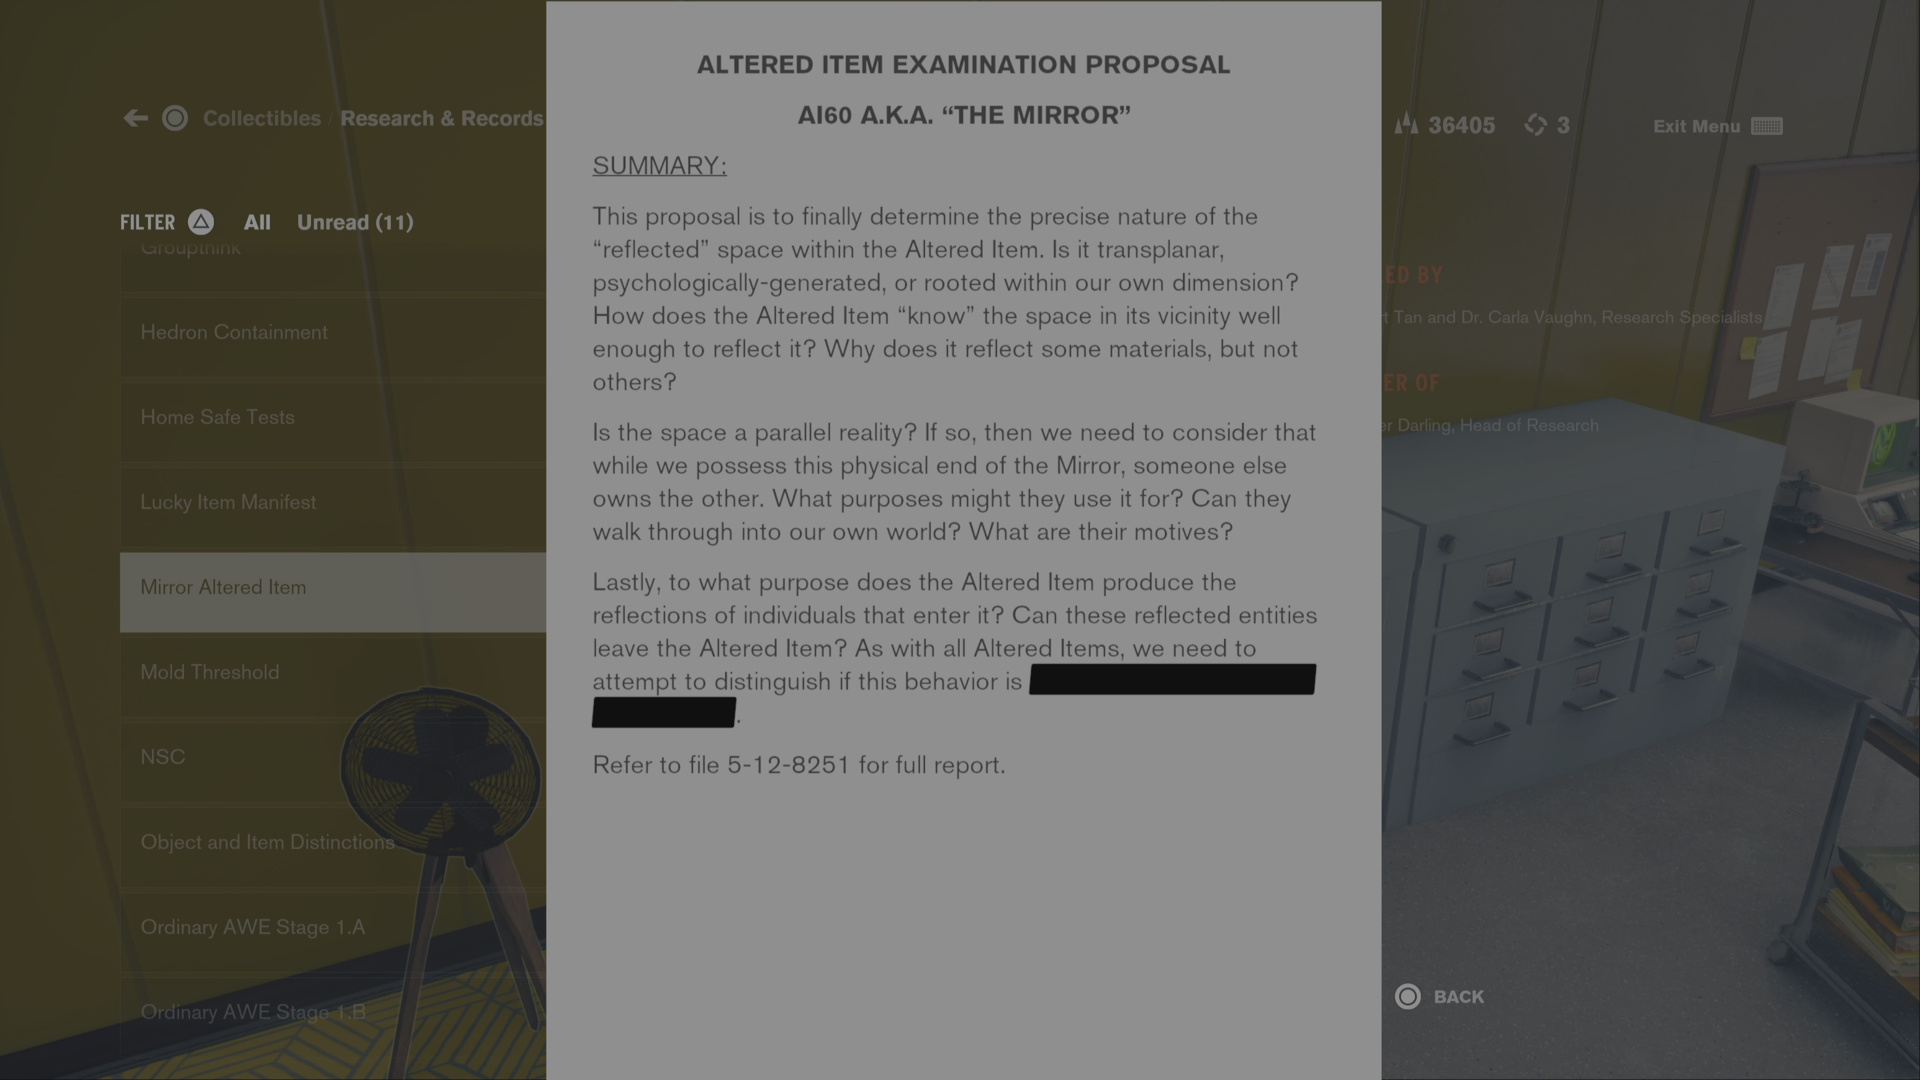 ALTERED ITEM EXAMINATION PROPOSAL
AI60 A.K.A. “THE MIRROR”
Collectibles / Research & Records
36405
3
Exit Menu
SUMMARY:
FILTER All Unread (11)
This proposal is to finally determine the precise nature of the
“reflected” space within the Altered Item. Is it transplanar,
psychologically-generated, or rooted within our own dimension?
How does the Altered Item “know” the space in its vicinity well
enough to reflect it? Why does it reflect some materials, but not
others?
Is the space a parallel reality? If so, then we need to consider that
while we possess this physical end of the Mirror, someone else
owns the other. What purposes might they use it for? Can they
walk through into our own world? What are their motives?
Lastly, to what purpose does the Altered Item produce the
reflections of individuals that enter it? Can these reflected entities
leave the Altered Item? As with all Altered Items, we need to
attempt to distinguish if this behavior is
.
Refer to file 5-12-8251 for full report.
Groupthink
Hedron Containment
Home Safe Tests
Lucky Item Manifest
Mirror Altered Item
Mold Threshold
NSC
Object and Item Distinctions
Ordinary AWE Stage 1.A
Ordinary AWE Stage 1.B
ED BY
t Tan and Dr. Carla Vaughn, Research Specialists
ER OF
er Darling, Head of Research
BACK